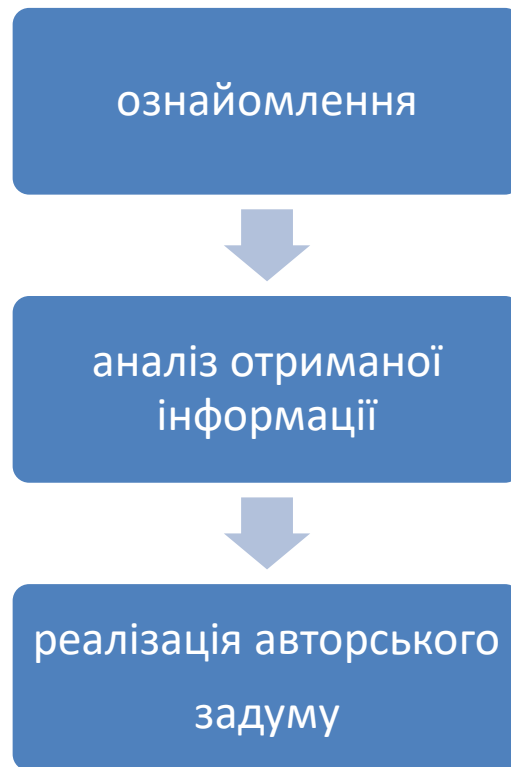 ознайомлення
аналіз отриманої
інформації
реалізація авторського
задуму